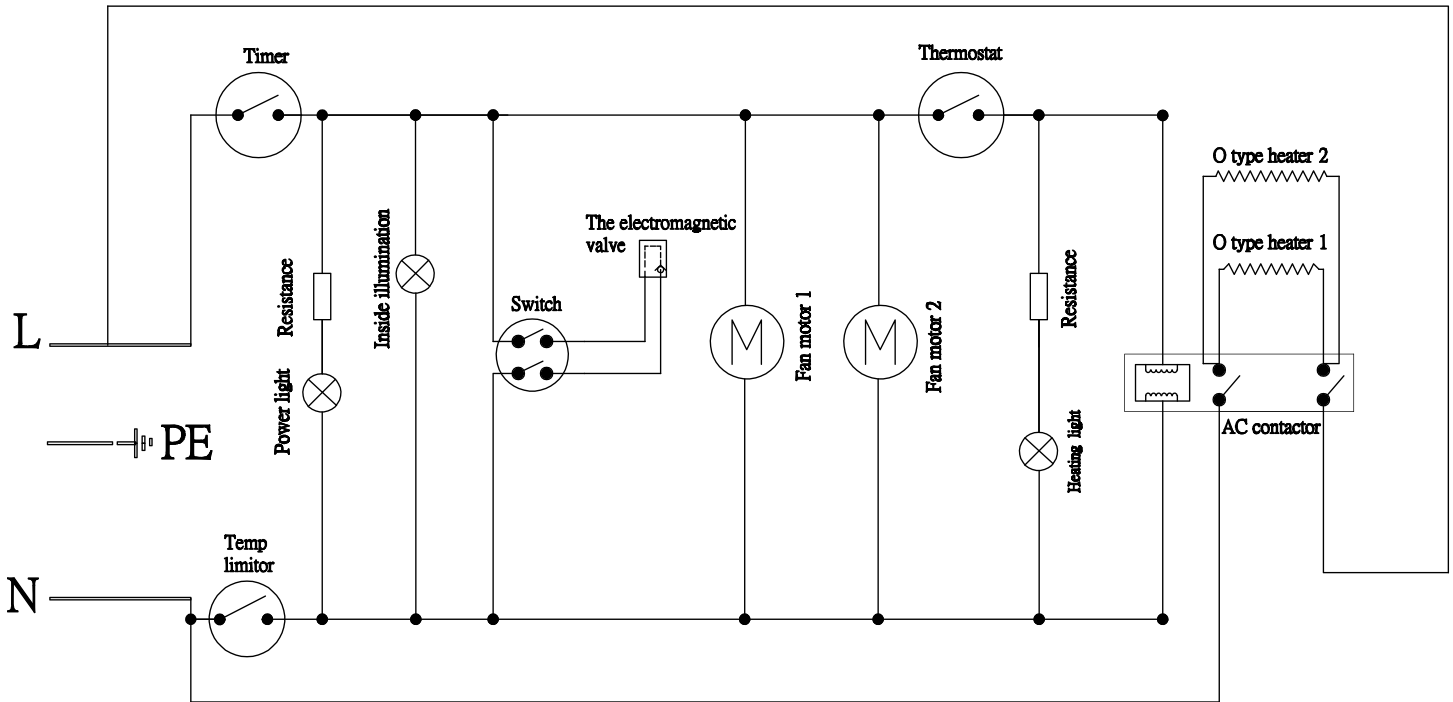 Timer
Thermostat
O type heater 2
The electromagnetic
valve
O type heater 1
Resistance
Inside illumination
Switch
Fan motor 1
Fan motor 2
Resistance
L
Power light
AC contactor
PE
Heating light
Temp
limitor
N
M
M